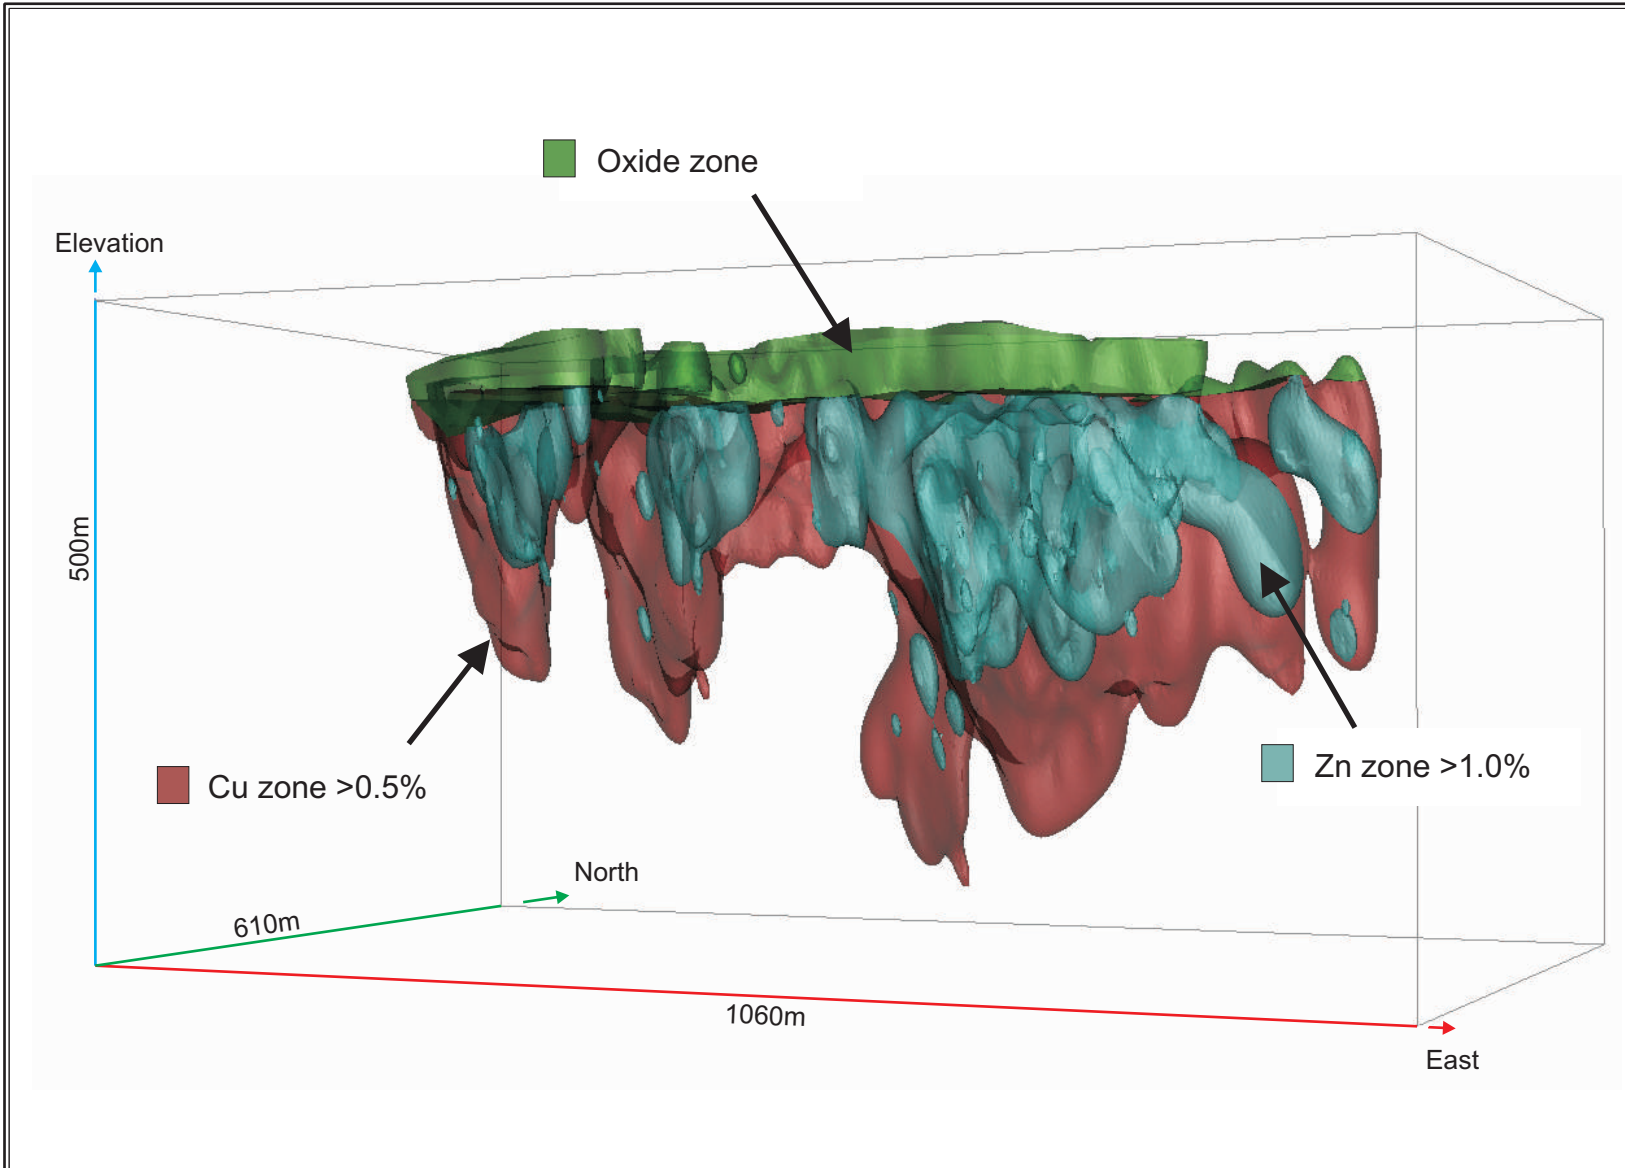 Oxide zone
Elevation
500m
Cu zone >0.5%
Zn zone >1.0%
North
610m
1060m
East